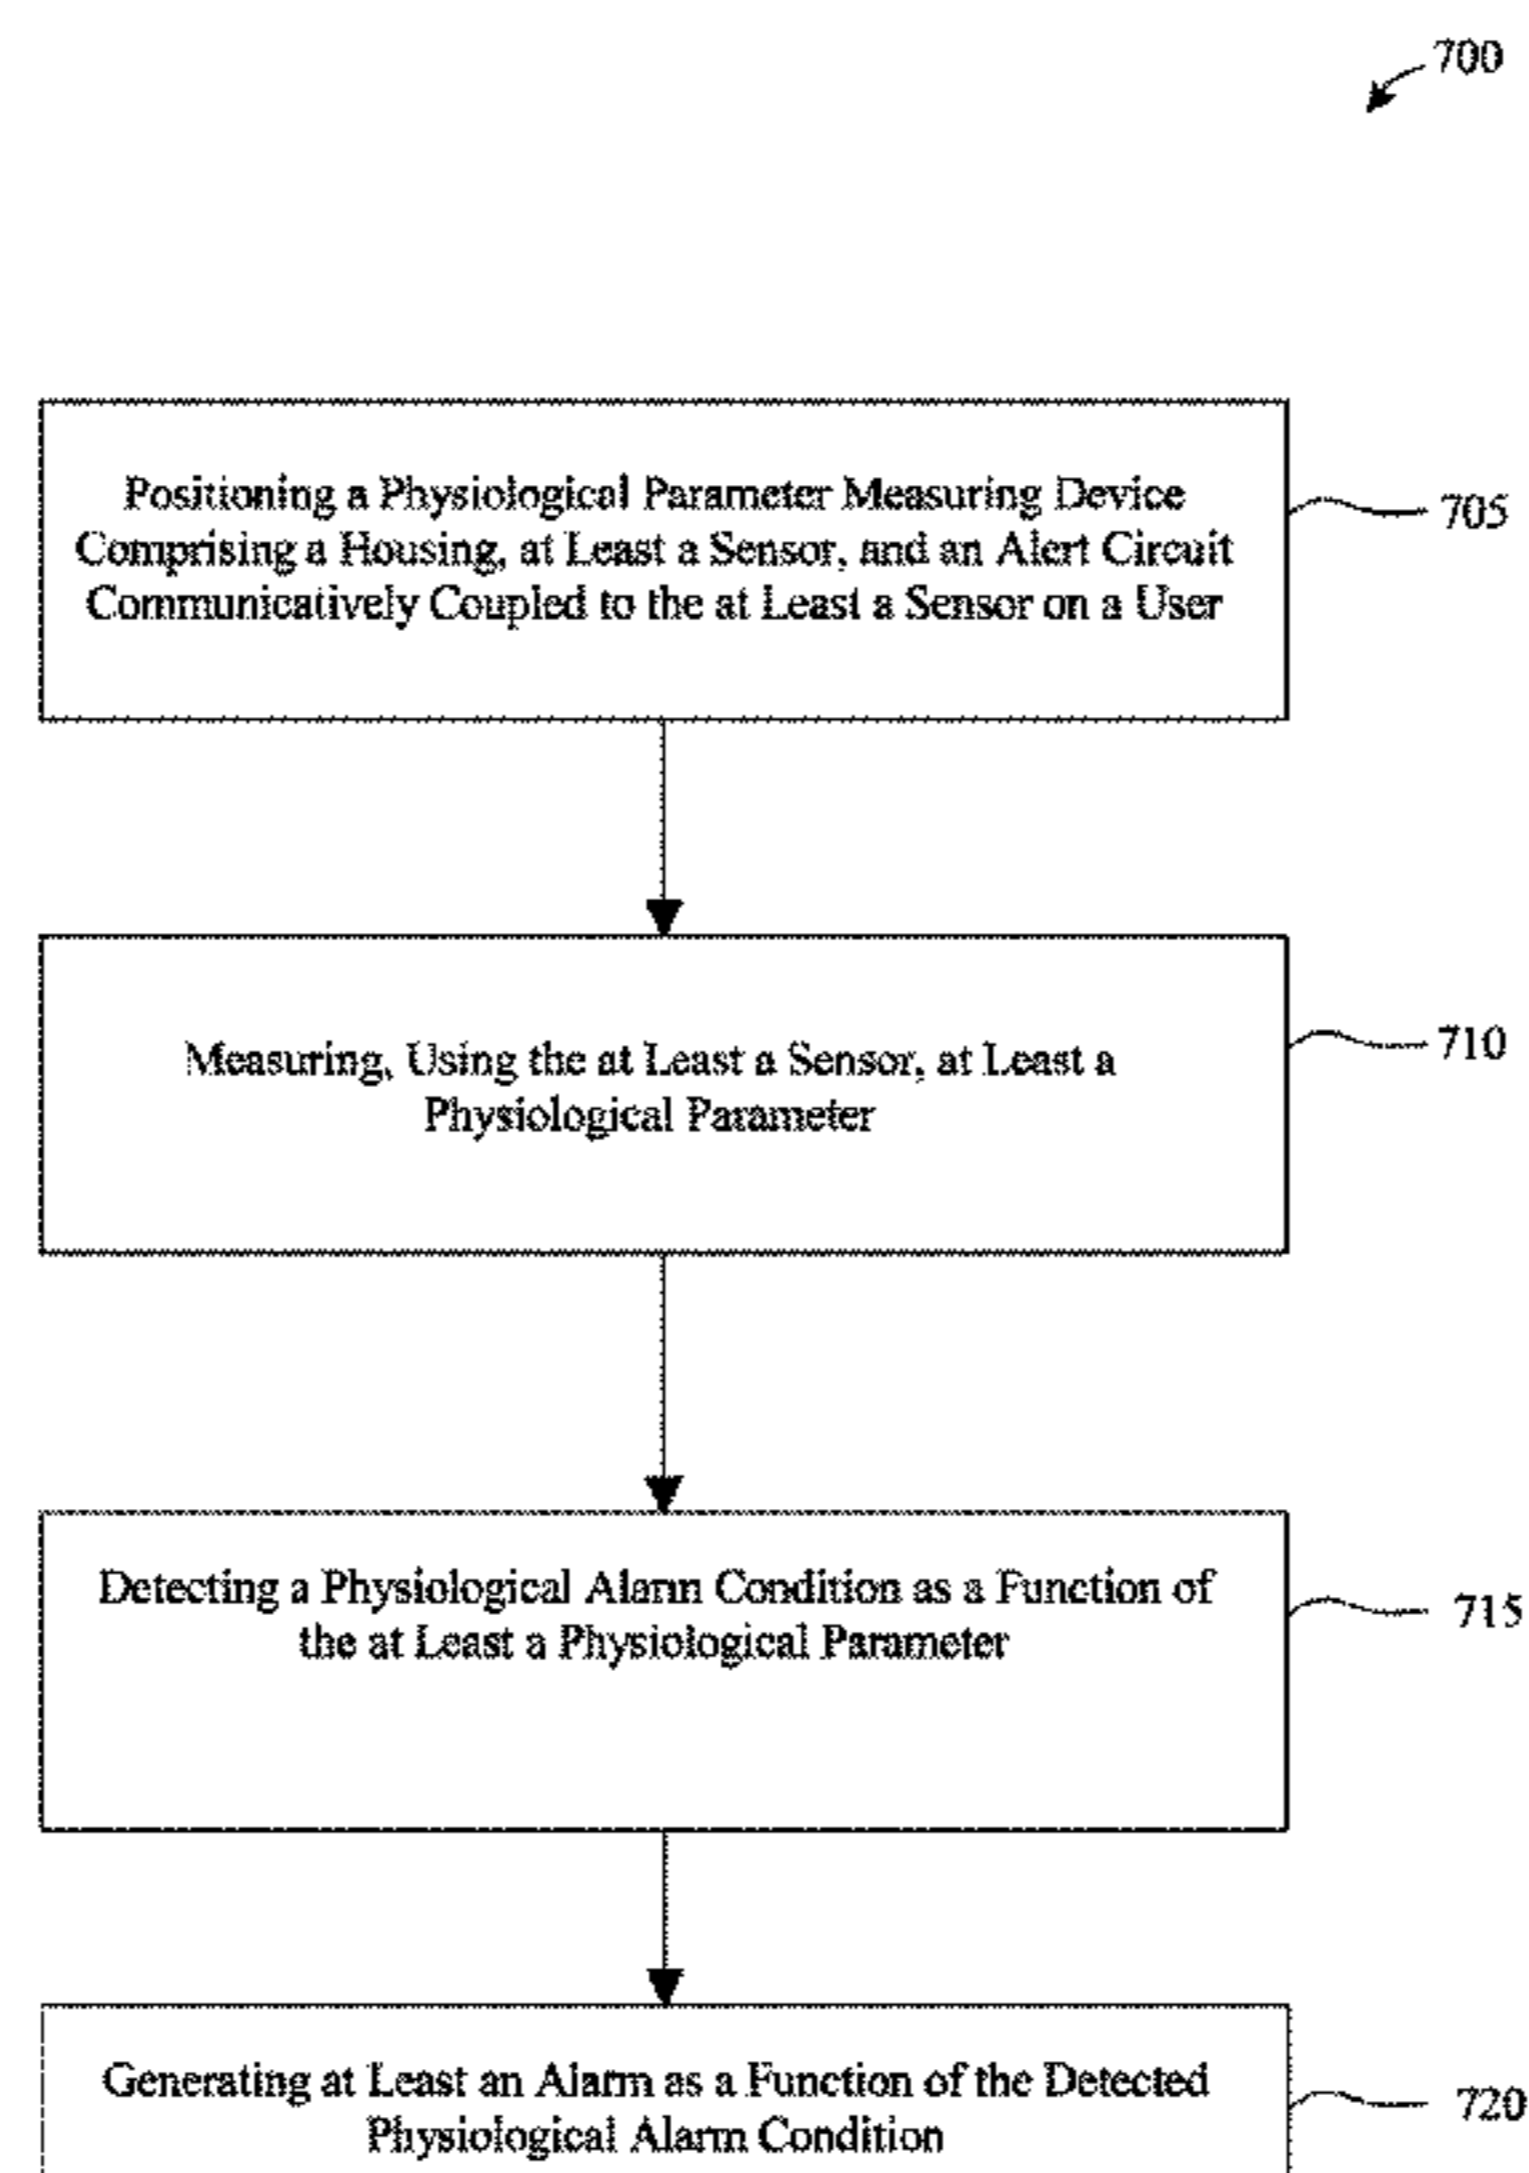 700
Positioning a Physiological Parameter Measuring Device
Comprising a Housing, at Least a Sensor, and an Alert Circuit
Communicatively Coupled to the at Least a Sensor on a User
705
Measuring, Using the at Least a Sensor, at Least a
Physiological Parameter
710
Detecting a Physiological Alarm Condition as a Function of
the at Least a Physiological Parameter
715
Generating at Least an Alarm as a Function of the Detected
Physiological Alarm Condition
720